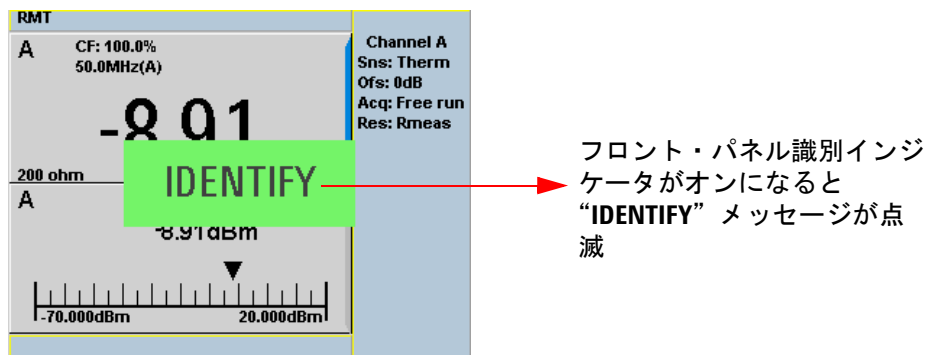 RMT
A
CF: 100.0%
50.0MHz(A)
-8.91
200 ohm
Channel A
Sns: Therm
Ofs: 0dB
Acq: Free run
Res: Rmeas
IDENTIFY
A
-8.91dBm
-70.000dBm
20.000dBm
フロント・パネル識別インジ
ケータがオンになると
“IDENTIFY”メッセージが点
滅